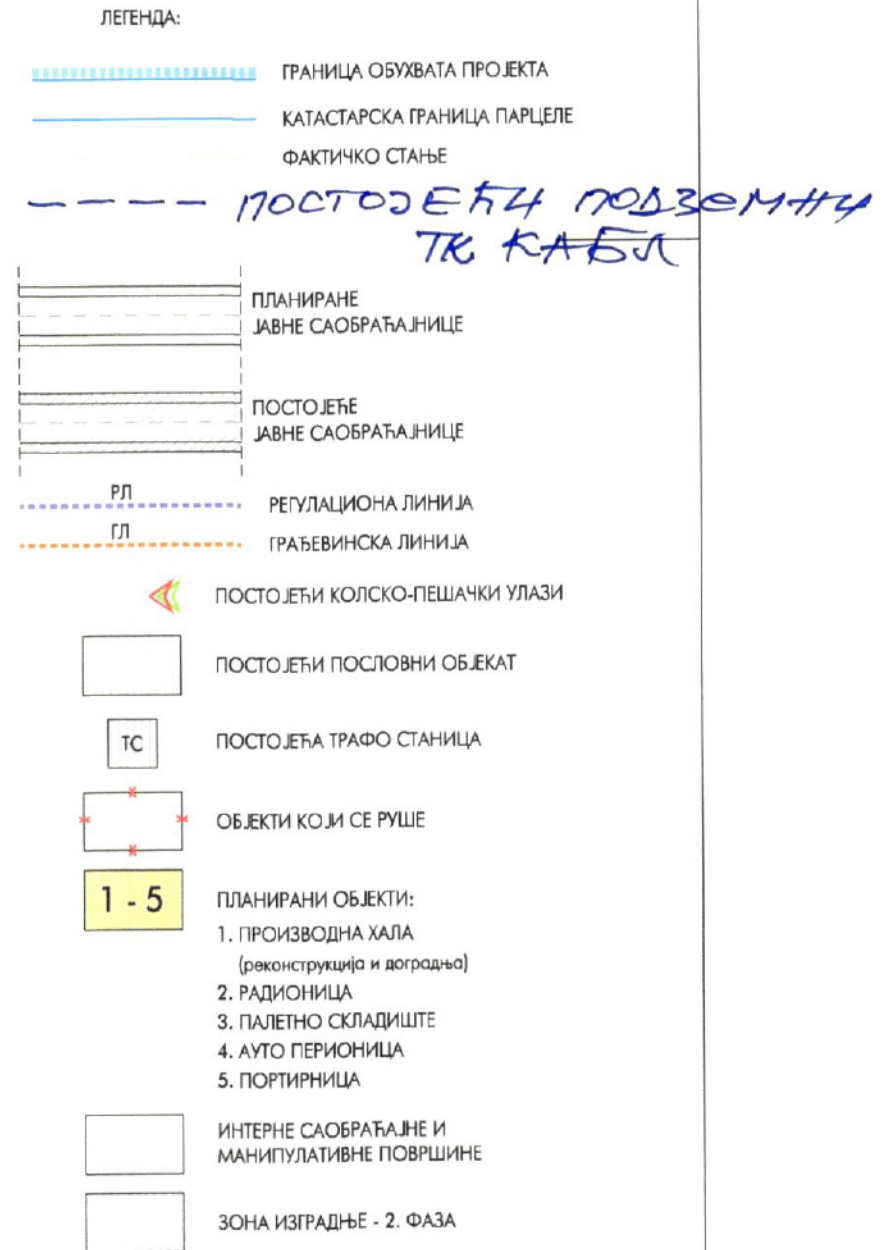 ЛЕГЕНДА:
ГРАНИЦА ОБУХВАТА ПРОЈЕКТА
КАТАСТАРСКА ГРАНИЦА ПАРЦЕЛЕ
ФАКТИЧКО СТАЊЕ
ПОСТОЈЕЋИ ПОДЗЕМНИ
ТК КАБЛ
ПЛАНИРАНЕ
ЈАВНЕ САОБРАЋАЈНИЦЕ
ПОСТОЈЕЋЕ
ЈАВНЕ САОБРАЋАЈНИЦЕ
РЛ РЕГУЛАЦИОНА ЛИНИЈА
ГЛ ГРАЂЕВИНСКА ЛИНИЈА
ПОСТОЈЕЋИ КОЛСКО-ПЕШАЧКИ УЛАЗИ
ПОСТОЈЕЋИ ПОСЛОВНИ ОБЈЕКАТ
ТС ПОСТОЈЕЋА ТРАФО СТАНИЦА
ОБЈЕКТИ КОЈИ СЕ РУШЕ
1 - 5 ПЛАНИРАНИ ОБЈЕКТИ:
1. ПРОИЗВОДНА ХАЛА
(реконструкција и доградња)
2. РАДИОНИЦА
3. ПАЛЕТНО СКЛАДИШТЕ
4. АУТО ПЕРИОНИЦА
5. ПОРТИРНИЦА
ИНТЕРНЕ САОБРАЋАЈНЕ И
МАНИПУЛАТИВНЕ ПОВРШИНЕ
ЗОНА ИЗГРАДЊЕ - 2. ФАЗА